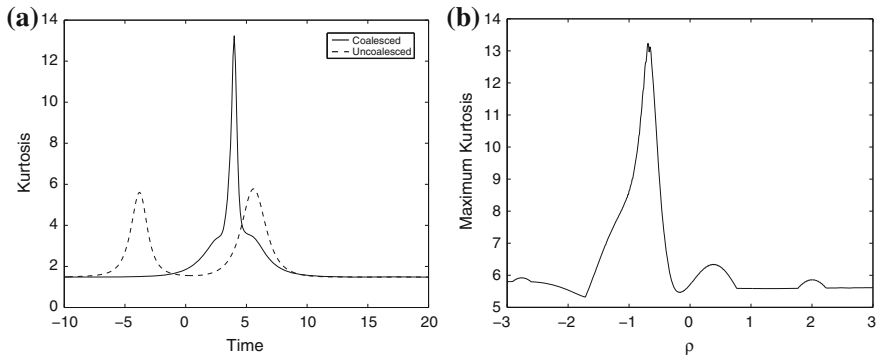 (a)
14
12
10
8
6
4
2
0
Kurtosis
−10 −5 0 5 10 15 20
Time
Coalesced
Uncoalesced
(b)
14
13
12
11
10
9
8
7
6
5
Maximum Kurtosis
−3 −2 −1 0 1 2 3
ρ